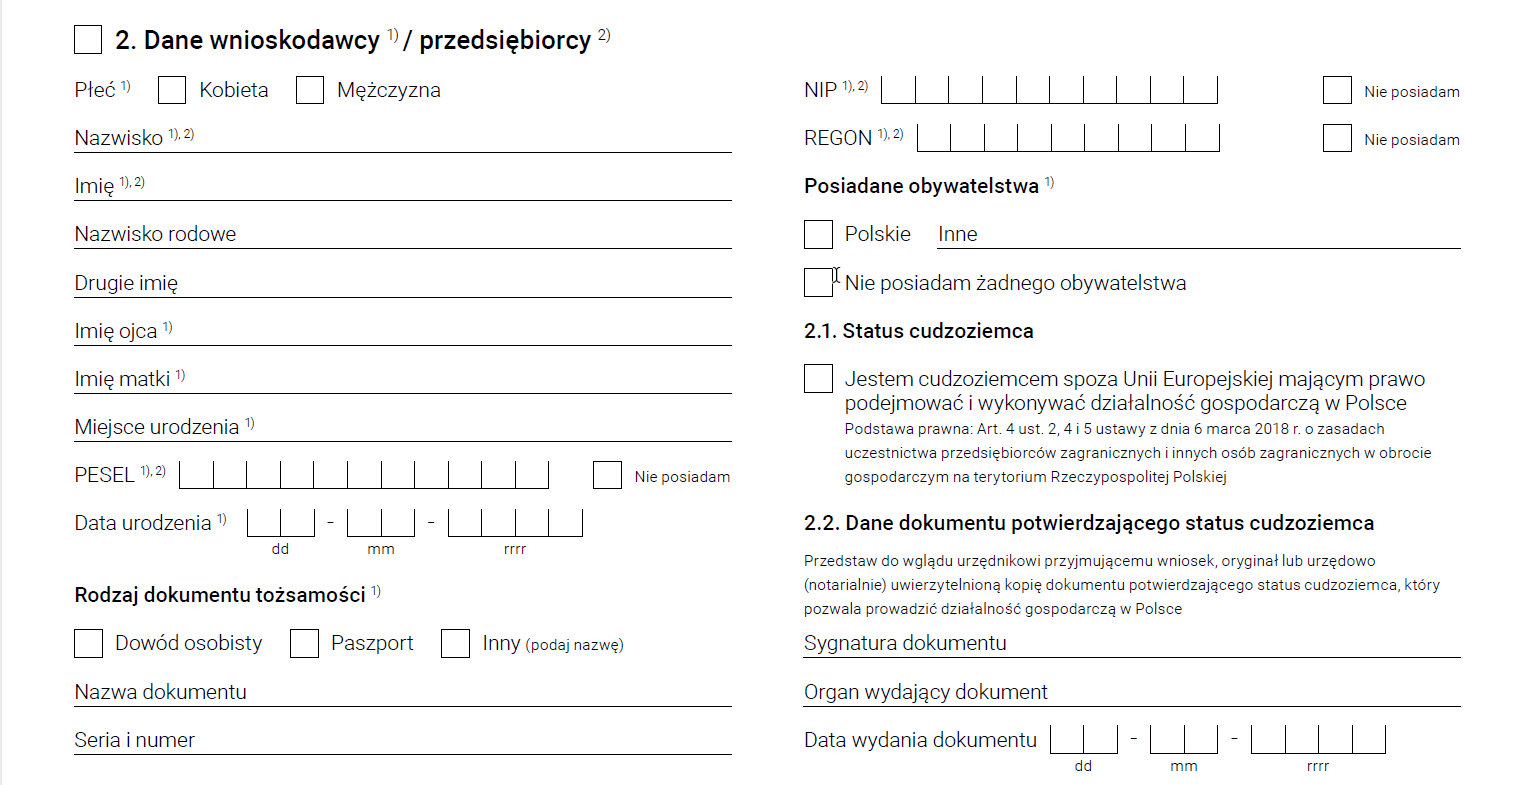 2. Dane wnioskodawcy 1) / przedsiębiorcy 2)
Płeć 1) Kobieta Mężczyzna
Nazwisko 1), 2)
Imię 1), 2)
Nazwisko rodowe
Drugie imię
Imię ojca 1)
Imię matki 1)
Miejsce urodzenia 1)
PESEL 1), 2) Nie posiadam
Data urodzenia 1) - -
dd mm rrrr
Rodzaj dokumentu tożsamości 1)
Dowód osobisty Paszport Inny (podaj nazwę)
Nazwa dokumentu
Seria i numer
NIP 1), 2) Nie posiadam
REGON 1), 2) Nie posiadam
Posiadane obywatelstwa 1)
Polskie Inne
Nie posiadam żadnego obywatelstwa
2.1. Status cudzoziemca
Jestem cudzoziemcem spoza Unii Europejskiej mającym prawo
podejmować i wykonywać działalność gospodarczą w Polsce
Podstawa prawna: Art. 4 ust. 2, 4 i 5 ustawy z dnia 6 marca 2018 r. o zasadach
uczestnictwa przedsiębiorców zagranicznych i innych osób zagranicznych w obrocie
gospodarczym na terytorium Rzeczypospolitej Polskiej
2.2. Dane dokumentu potwierdzającego status cudzoziemca
Przedstaw do wglądu urzędnikowi przyjmującemu wniosek, oryginał lub urzędowo
(notarialnie) uwierzytelnioną kopię dokumentu potwierdzającego status cudzoziemca, który
pozwala prowadzić działalność gospodarczą w Polsce
Sygnatura dokumentu
Organ wydający dokument
Data wydania dokumentu - -
dd mm rrrr